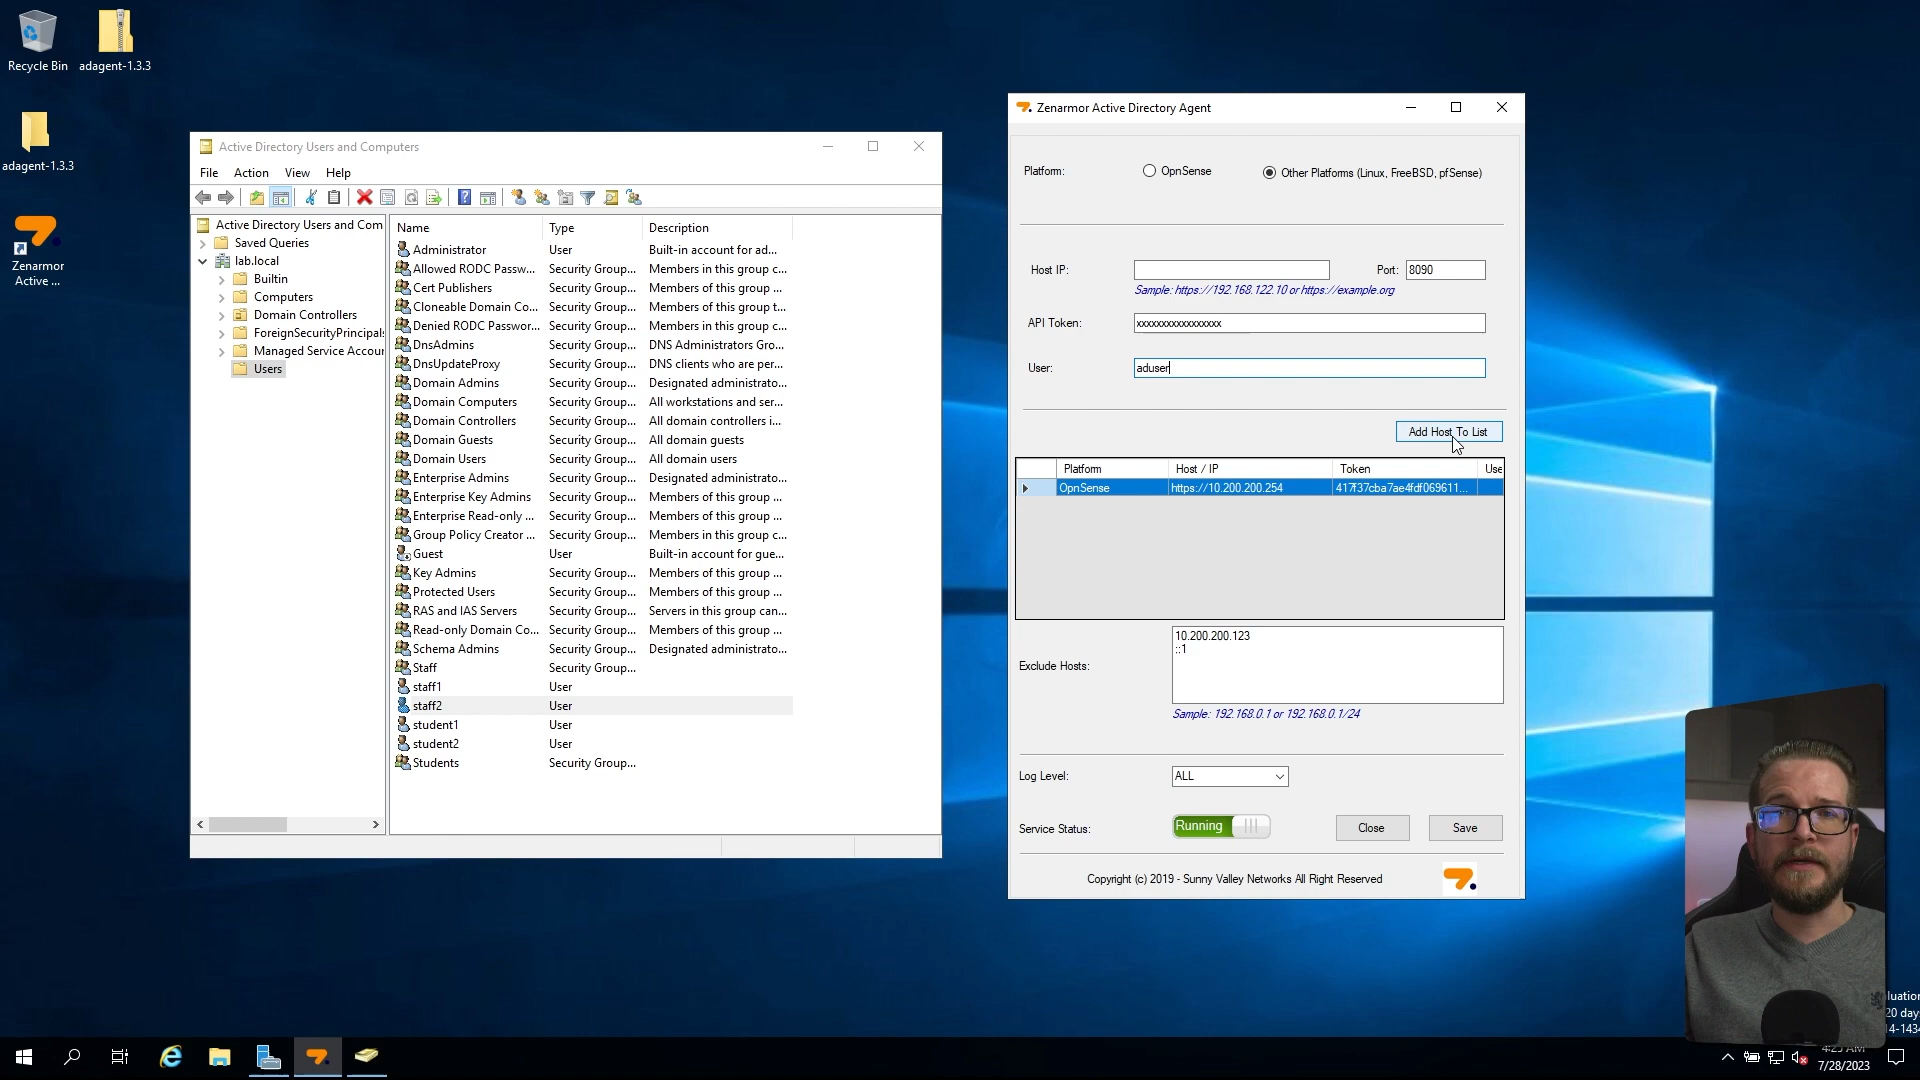 Recycle Bin
adagent-1.3.3
adagent-1.3.3
Zenarmor
Active ...
Active Directory Users and Computers
File Action View Help
Active Directory Users and Com
Saved Queries
lab.local
Builtin
Computers
Domain Controllers
ForeignSecurityPrincipals
Managed Service Accour
Users
Name Type Description
Administrator User Built-in account for ad...
Allowed RODC Passw... Security Group... Members in this group c...
Cert Publishers Security Group... Members of this group ...
Cloneable Domain Co... Security Group... Members of this group t...
Denied RODC Passwor... Security Group... Members in this group c...
DnsAdmins Security Group... DNS Administrators Gro...
DnsUpdateProxy Security Group... DNS clients who are per...
Domain Admins Security Group... Designated administrato...
Domain Computers Security Group... All workstations and ser...
Domain Controllers Security Group... All domain controllers i...
Domain Guests Security Group... All domain guests
Domain Users Security Group... All domain users
Enterprise Admins Security Group... Designated administrato...
Enterprise Key Admins Security Group... Members of this group ...
Enterprise Read-only ... Security Group... Members of this group ...
Group Policy Creator ... Security Group... Members in this group c...
Guest User Built-in account for gue...
Key Admins Security Group... Members of this group ...
Protected Users Security Group... Members of this group ...
RAS and IAS Servers Security Group... Servers in this group can...
Read-only Domain Co... Security Group... Members of this group ...
Schema Admins Security Group... Designated administrato...
Staff Security Group...
staff1 User
staff2 User
student1 User
student2 User
Students Security Group...
Zenarmor Active Directory Agent
Platform: OpnSense Other Platforms (Linux, FreeBSD, pfSense)
Host IP: Port: 8090
Sample: https://192.168.122.10 or https://example.org
API Token: xxxxxxxxxxxxxxxxx
User: aduser
Add Host To List
Platform Host / IP Token Use
OpnSense https://10.200.200.254 417f37cba7ae4fdf069611...
10.200.200.123
::1
Exclude Hosts:
Sample: 192.168.0.1 or 192.168.0.1/24
Log Level: ALL
Service Status: Running Close Save
Copyright (c) 2019 - Sunny Valley Networks All Right Reserved
luation
20 days
14-1434
7/28/2023